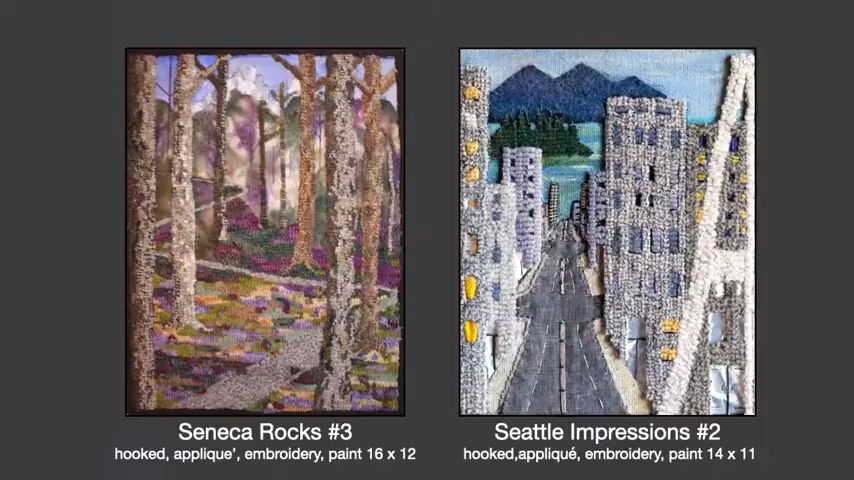 Seneca Rocks #3
hooked, applique', embroidery, paint 16 x 12
Seattle Impressions #2
hooked,appliqué, embroidery, paint 14 x 11